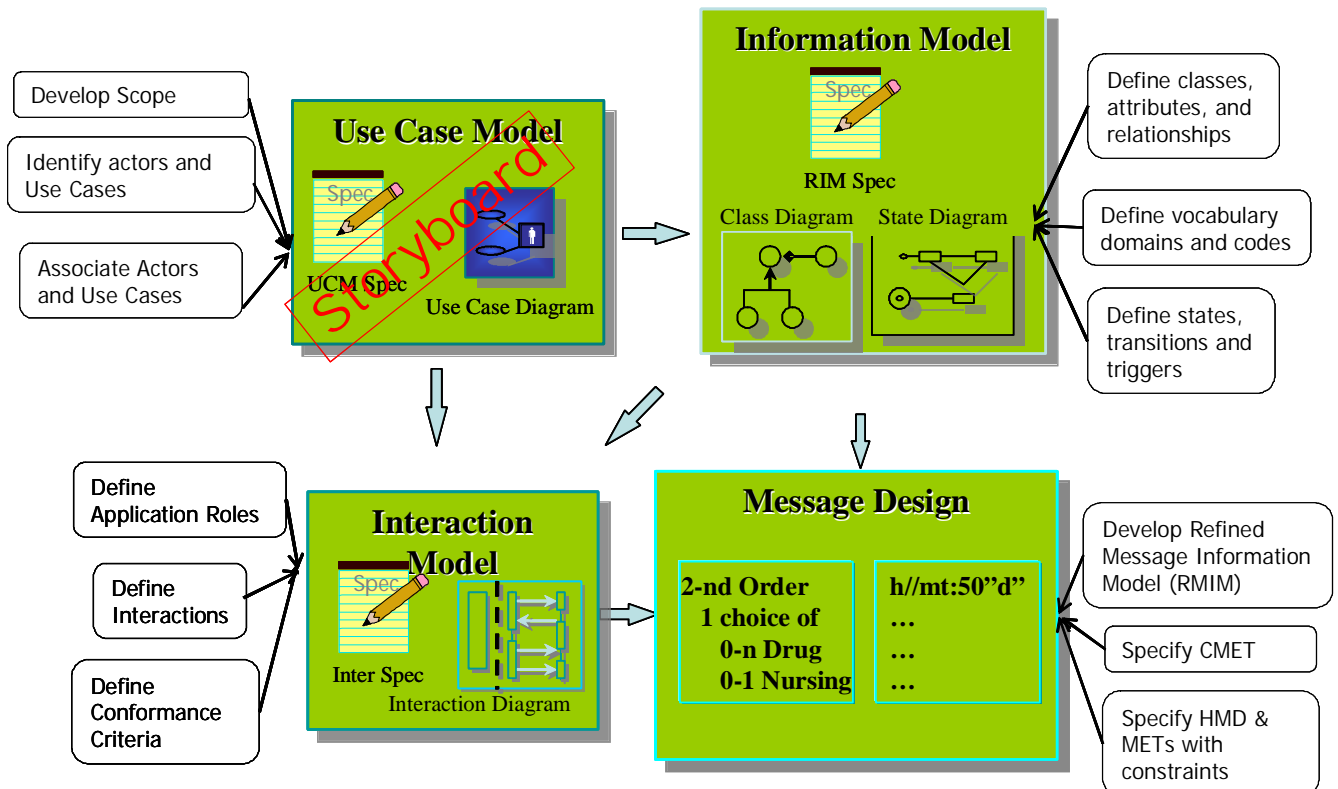 Develop Scope
Identify actors and
Use Cases
Associate Actors
and Use Cases
Use Case Model
Spec
UCM Spec
Use Case Diagram
Storyboard
Information Model
Spec
RIM Spec
Class Diagram
State Diagram
Define classes,
attributes, and
relationships
Define vocabulary
domains and codes
Define states,
transitions and
triggers
Define
Application Roles
Define
Interactions
Define
Conformance
Criteria
Interaction
Model
Spec
Inter Spec
Interaction Diagram
Message Design
2-nd Order
1 choice of
0-n Drug
0-1 Nursing
h//mt:50”d”
…
…
…
Develop Refined
Message Information
Model (RMIM)
Specify CMET
Specify HMD &
METs with
constraints